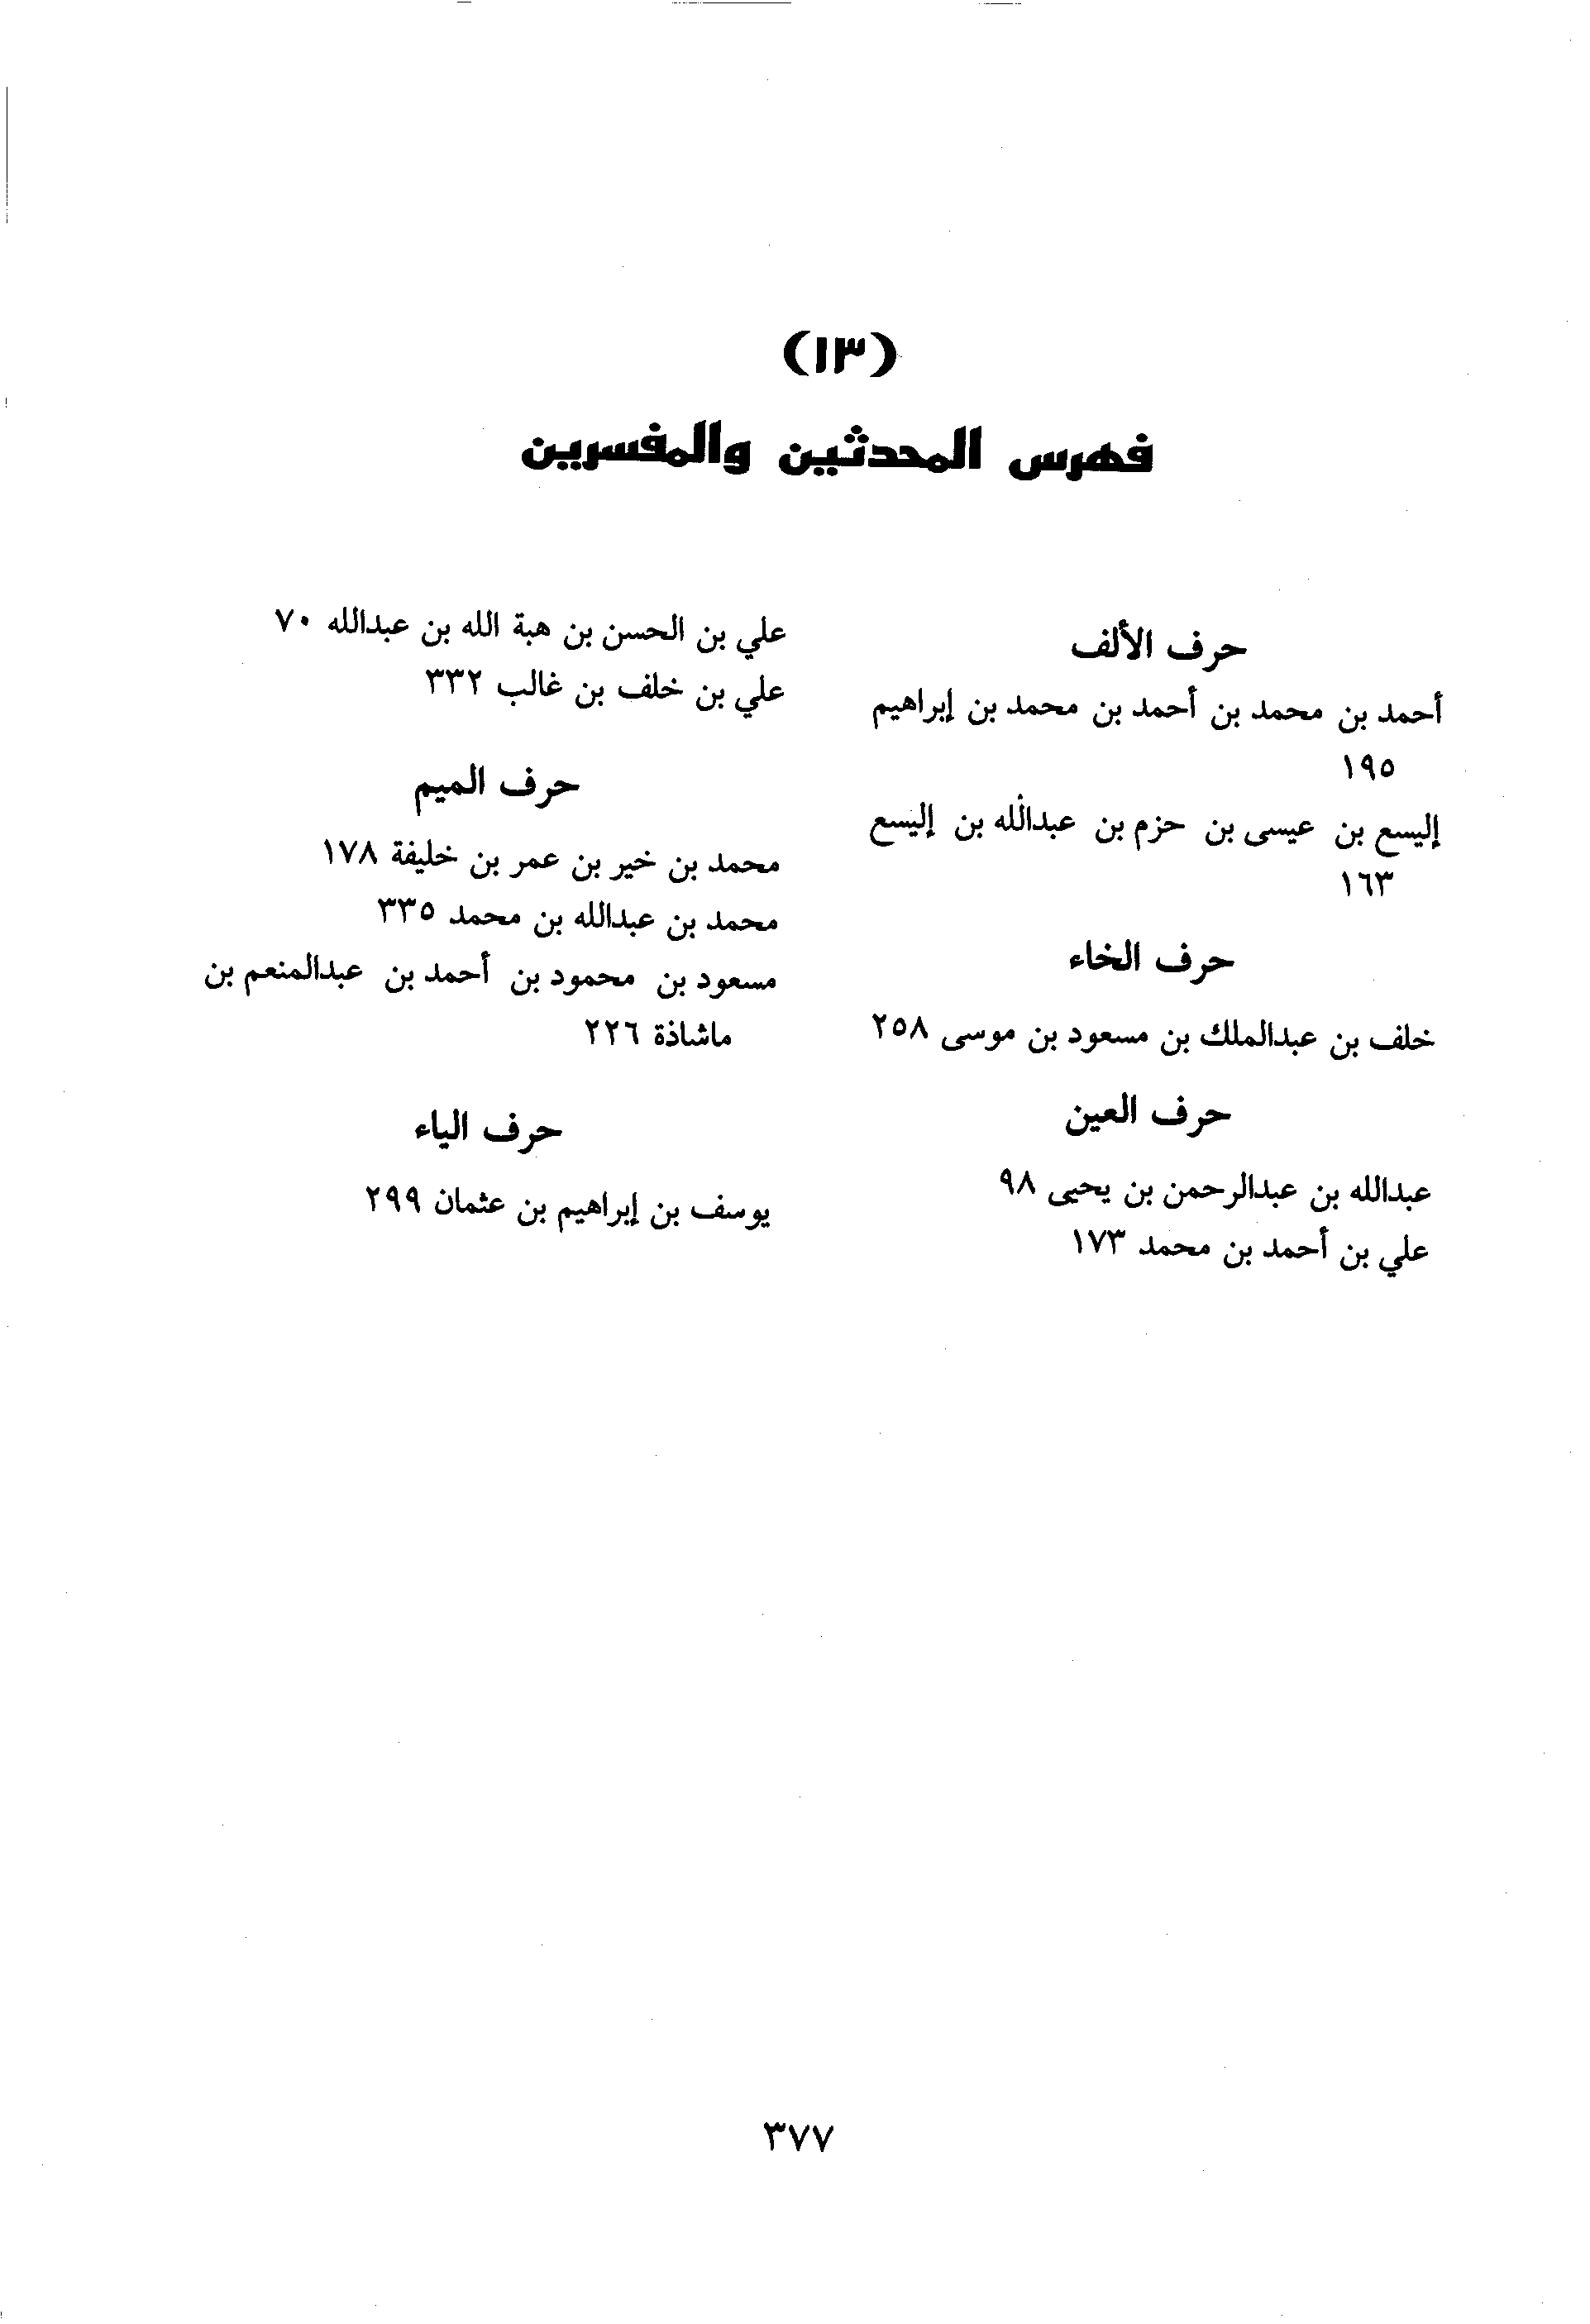 (١٣)
فهرس المحدثين والمفسرين
حرف الألف
أحمد بن محمد بن أحمد بن محمد بن إبراهيم
١٩٥
إليسع بن عيسى بن حزم بن عبدالله بن إليسع
١٦٣
حرف الخاء
خلف بن عبدالملك بن مسعود بن موسى ٢٥٨
حرف العين
عبدالله بن عبدالرحمن بن يحيى ٩٨
علي بن أحمد بن محمد ١٧٣
علي بن الحسن بن هبة الله بن عبدالله ٧٠
علي بن خلف بن غالب ٣٣٢
حرف الميم
محمد بن خير بن عمر بن خليفة ١٧٨
محمد بن عبدالله بن محمد ٣٣٥
مسعود بن محمود بن أحمد بن عبدالمنعم بن
ماشاذة ٢٢٦
حرف الياء
يوسف بن إبراهيم بن عثمان ٢٩٩
٣٧٧